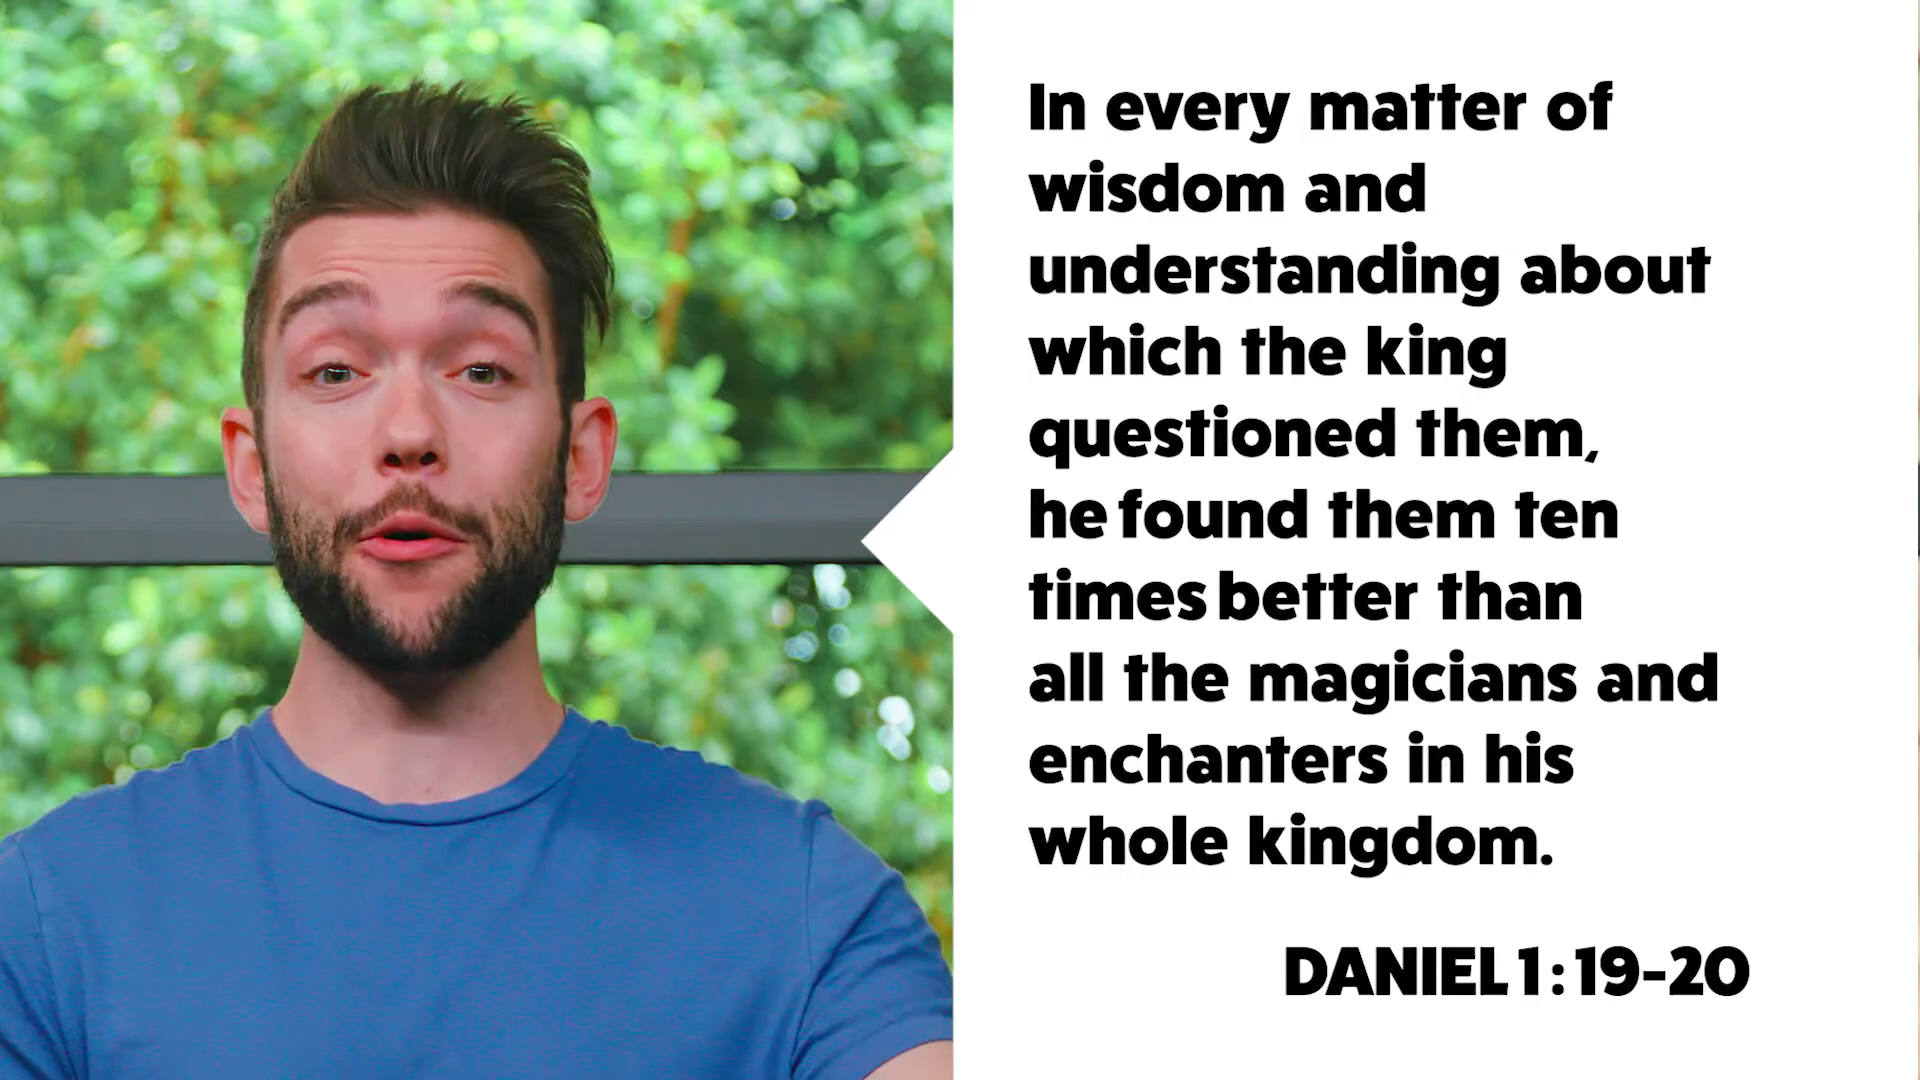 In every matter of
wisdom and
understanding about
which the king
questioned them,
he found them ten
times better than
all the magicians and
enchanters in his
whole kingdom.
DANIEL 1:19-20